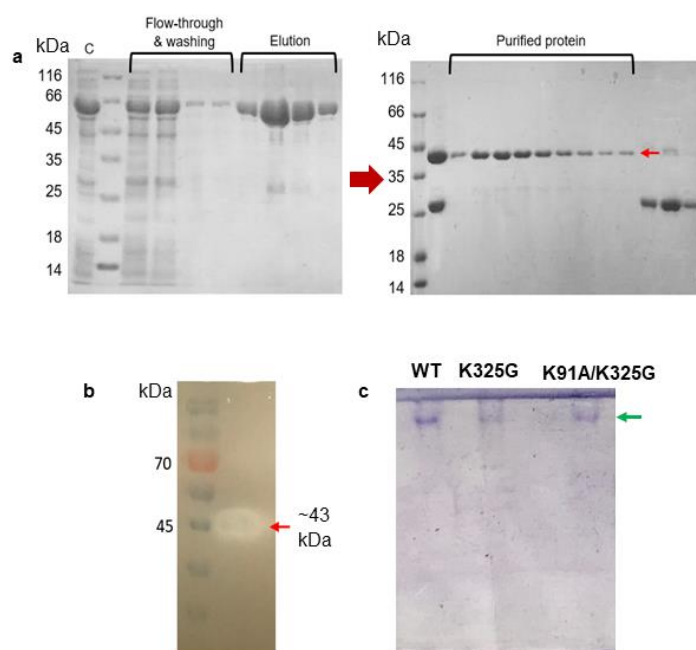 a
kDa
C
Flow-through
& washing
Elution
116
66
45
35
25
18
14
kDa
Purified protein
116
66
45
35
25
18
14
b
kDa
70
45
~43
kDa
c
WT K325G K91A/K325G